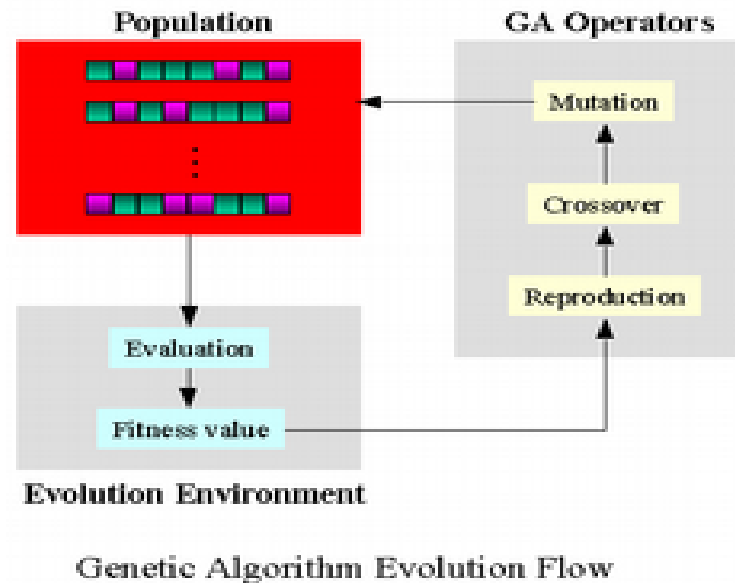 Population
GA Operators
Mutation
Crossover
Reproduction
Evaluation
Fitness value
Evolution Environment
Genetic Algorithm Evolution Flow